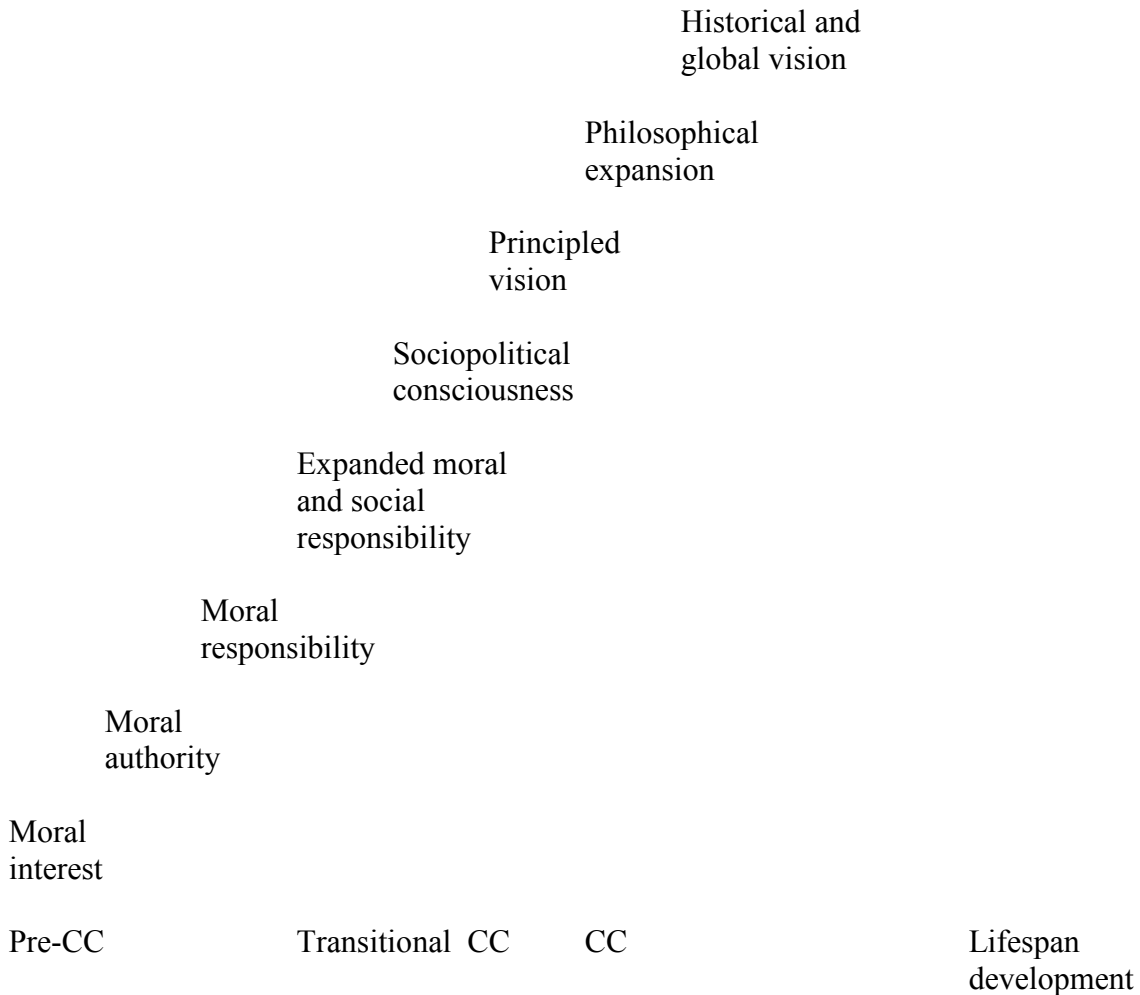 Historical and
global vision
Philosophical
expansion
Principled
vision
Sociopolitical
consciousness
Expanded moral
and social
responsibility
Moral
responsibility
Moral
authority
Moral
interest
Pre-CC Transitional CC CC Lifespan
development